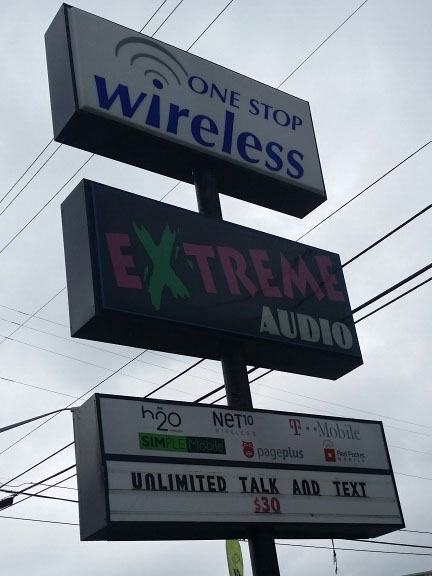 ONE STOP
wireless
EXTREME
AUDIO
h2o NET10 T··Mobile
WIRELESS
SIMPLE Mobile pageplus Red Pocket
MOBILE
UNLIMITED TALK AND TEXT
$30